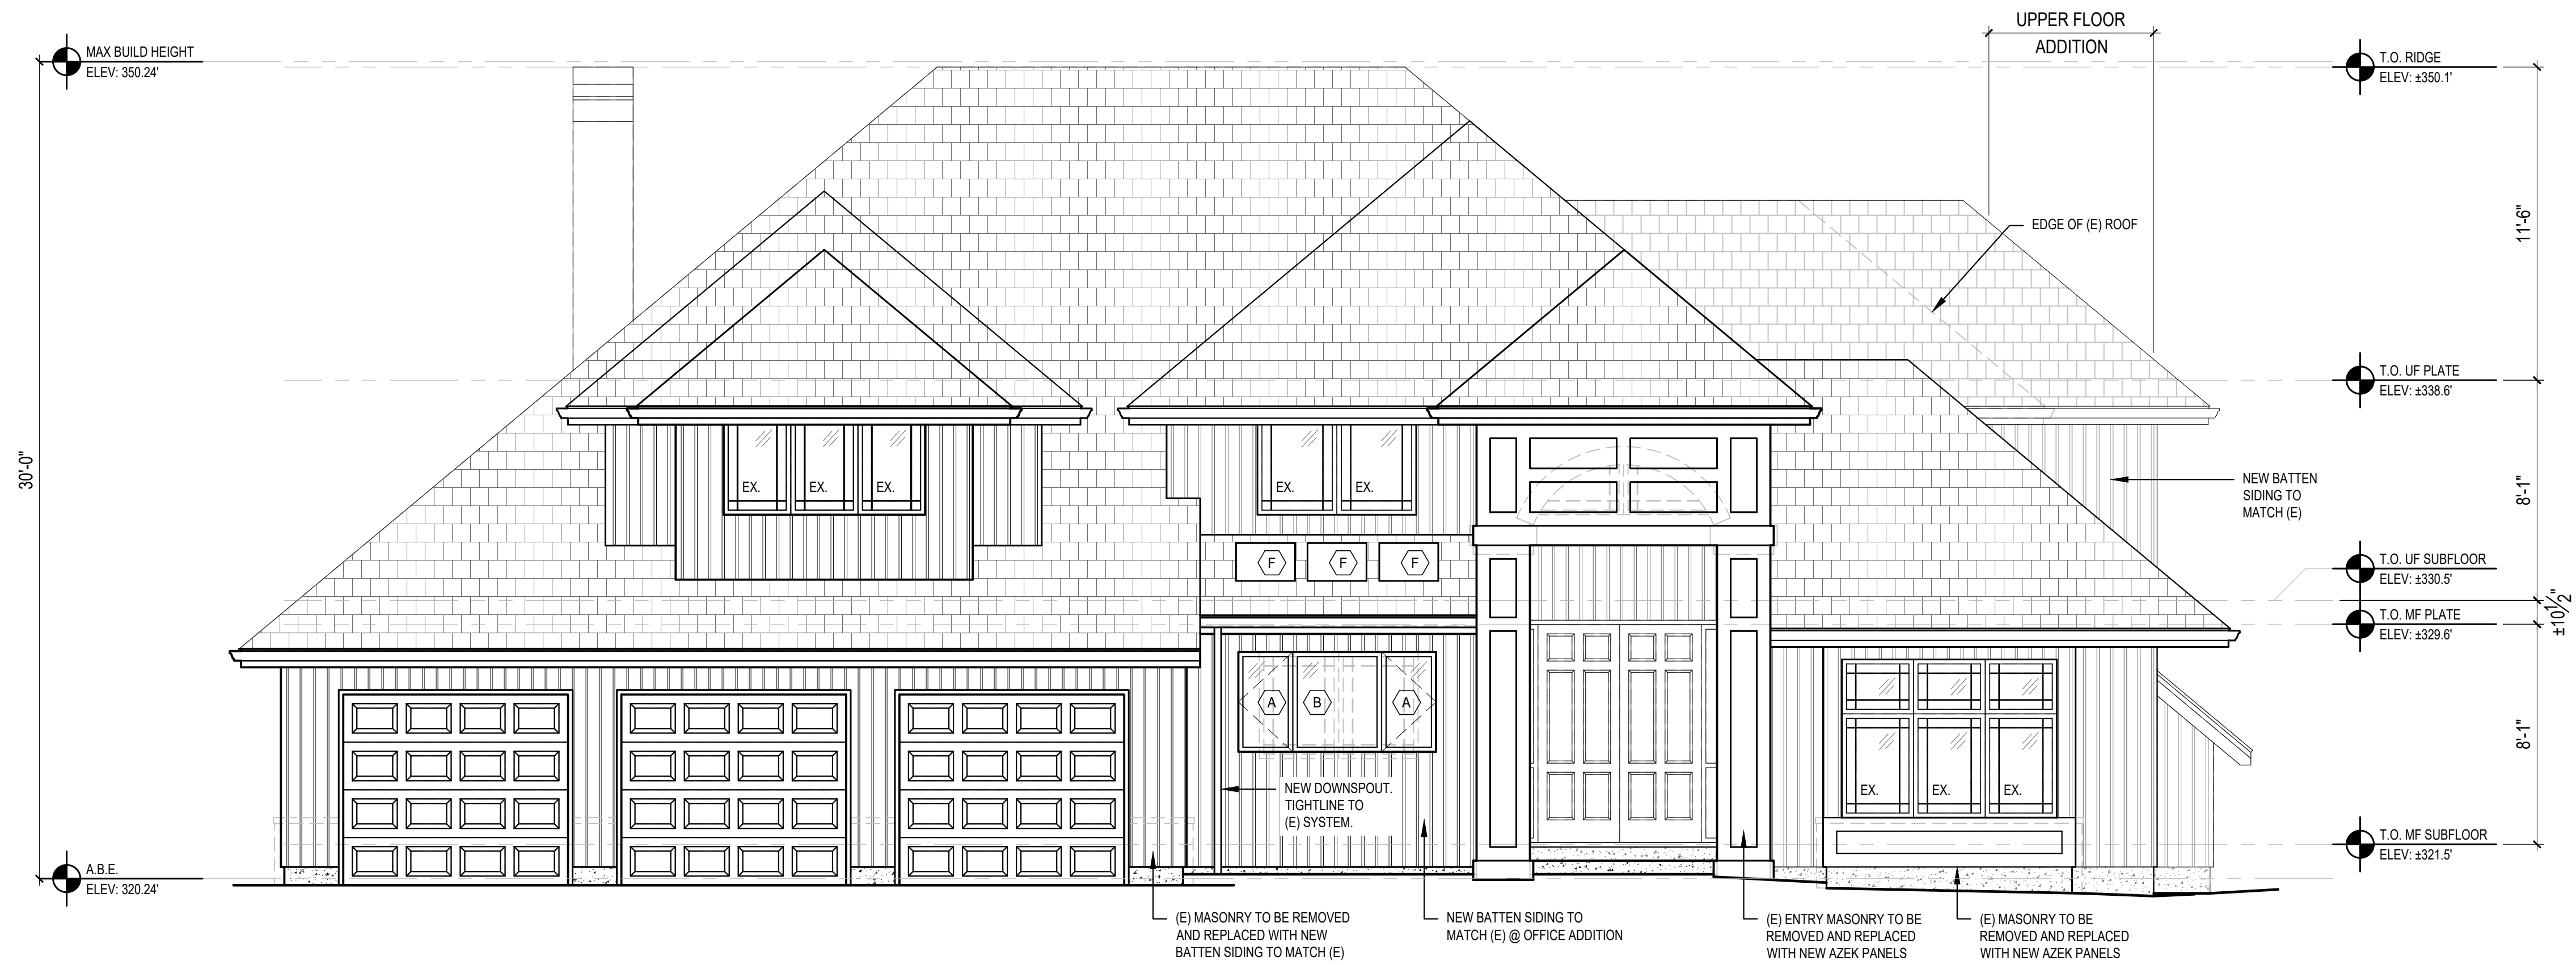 UPPER FLOOR
ADDITION
MAX BUILD HEIGHT
ELEV: 350.24'
T.O. RIDGE
ELEV: ±350.1'
EDGE OF (E) ROOF
11'-6"
T.O. UF PLATE
ELEV: ±338.6'
30'-0"
EX.
EX.
EX.
EX.
EX.
NEW BATTEN
SIDING TO
MATCH (E)
8'-1"
F
F
F
T.O. UF SUBFLOOR
ELEV: ±330.5'
±10 1/2"
T.O. MF PLATE
ELEV: ±329.6'
A
B
A
8'-1"
NEW DOWNSPOUT.
TIGHTLINE TO
(E) SYSTEM.
EX.
EX.
EX.
T.O. MF SUBFLOOR
ELEV: ±321.5'
A.B.E.
ELEV: 320.24'
(E) MASONRY TO BE REMOVED
AND REPLACED WITH NEW
BATTEN SIDING TO MATCH (E)
NEW BATTEN SIDING TO
MATCH (E) @ OFFICE ADDITION
(E) ENTRY MASONRY TO BE
REMOVED AND REPLACED
WITH NEW AZEK PANELS
(E) MASONRY TO BE
REMOVED AND REPLACED
WITH NEW AZEK PANELS